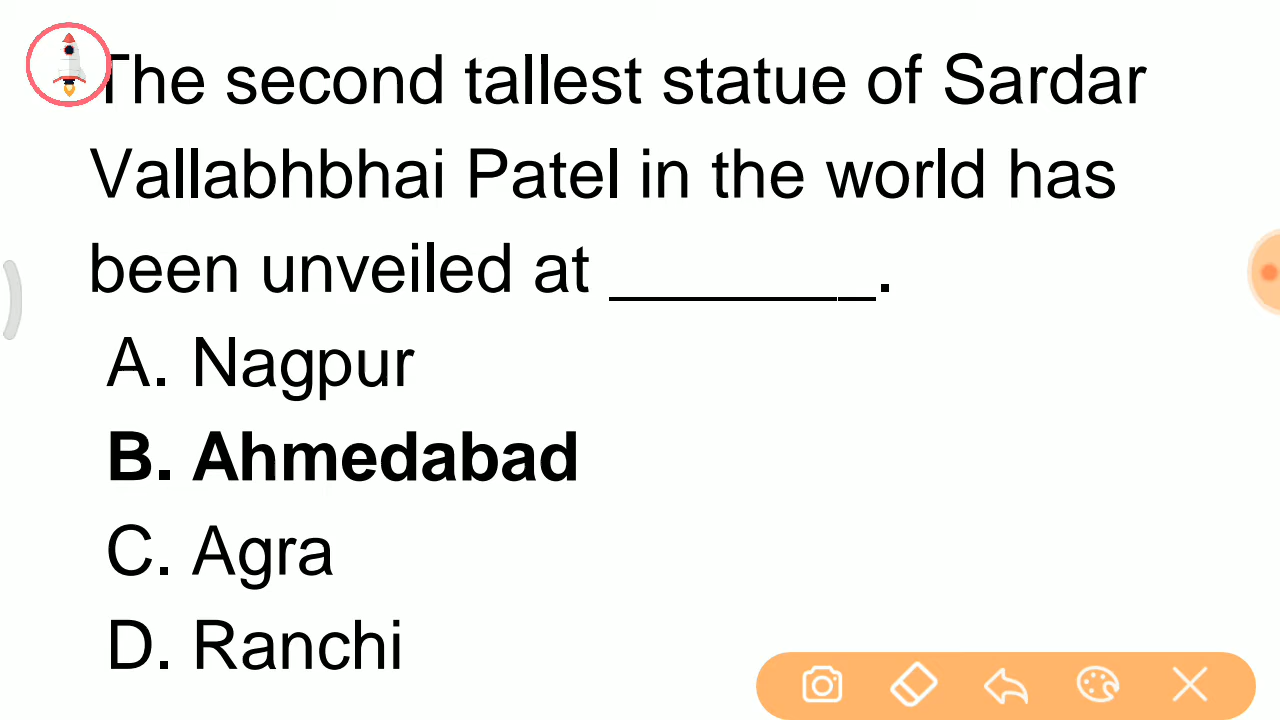 The second tallest statue of Sardar
Vallabhbhai Patel in the world has
been unveiled at ________.
A. Nagpur
B. Ahmedabad
C. Agra
D. Ranchi